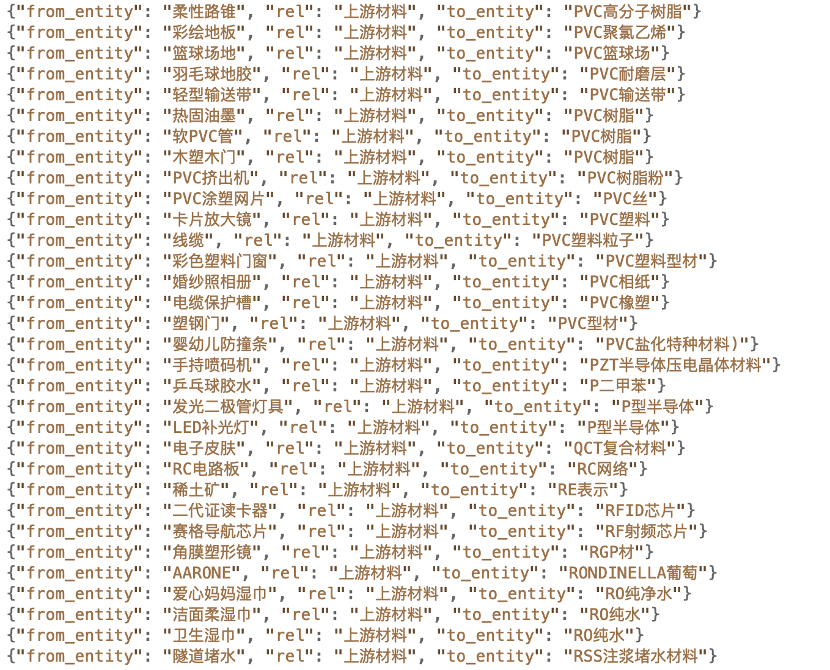 {"from_entity": "柔性路锥", "rel": "上游材料", "to_entity": "PVC高分子树脂"}
{"from_entity": "彩绘地板", "rel": "上游材料", "to_entity": "PVC聚氯乙烯"}
{"from_entity": "篮球场地", "rel": "上游材料", "to_entity": "PVC篮球场"}
{"from_entity": "羽毛球地胶", "rel": "上游材料", "to_entity": "PVC耐磨层"}
{"from_entity": "轻型输送带", "rel": "上游材料", "to_entity": "PVC输送带"}
{"from_entity": "热固油墨", "rel": "上游材料", "to_entity": "PVC树脂"}
{"from_entity": "软PVC管", "rel": "上游材料", "to_entity": "PVC树脂"}
{"from_entity": "木塑木门", "rel": "上游材料", "to_entity": "PVC树脂"}
{"from_entity": "PVC挤出机", "rel": "上游材料", "to_entity": "PVC树脂粉"}
{"from_entity": "PVC涂塑网片", "rel": "上游材料", "to_entity": "PVC丝"}
{"from_entity": "卡片放大镜", "rel": "上游材料", "to_entity": "PVC塑料"}
{"from_entity": "线缆", "rel": "上游材料", "to_entity": "PVC塑料粒子"}
{"from_entity": "彩色塑料门窗", "rel": "上游材料", "to_entity": "PVC塑料型材"}
{"from_entity": "婚纱照相册", "rel": "上游材料", "to_entity": "PVC相纸"}
{"from_entity": "电缆保护槽", "rel": "上游材料", "to_entity": "PVC橡塑"}
{"from_entity": "塑钢门", "rel": "上游材料", "to_entity": "PVC型材"}
{"from_entity": "婴幼儿防撞条", "rel": "上游材料", "to_entity": "PVC盐化特种材料)"}
{"from_entity": "手持喷码机", "rel": "上游材料", "to_entity": "PZT半导体压电晶体材料"}
{"from_entity": "乒乓球胶水", "rel": "上游材料", "to_entity": "P二甲苯"}
{"from_entity": "发光二极管灯具", "rel": "上游材料", "to_entity": "P型半导体"}
{"from_entity": "LED补光灯", "rel": "上游材料", "to_entity": "P型半导体"}
{"from_entity": "电子皮肤", "rel": "上游材料", "to_entity": "QCT复合材料"}
{"from_entity": "RC电路板", "rel": "上游材料", "to_entity": "RC网络"}
{"from_entity": "稀土矿", "rel": "上游材料", "to_entity": "RE表示"}
{"from_entity": "二代证读卡器", "rel": "上游材料", "to_entity": "RFID芯片"}
{"from_entity": "赛格导航芯片", "rel": "上游材料", "to_entity": "RF射频芯片"}
{"from_entity": "角膜塑形镜", "rel": "上游材料", "to_entity": "RGP材"}
{"from_entity": "AARONE", "rel": "上游材料", "to_entity": "RONDINELLA葡萄"}
{"from_entity": "爱心妈妈湿巾", "rel": "上游材料", "to_entity": "RO纯净水"}
{"from_entity": "洁面柔湿巾", "rel": "上游材料", "to_entity": "RO纯水"}
{"from_entity": "卫生湿巾", "rel": "上游材料", "to_entity": "RO纯水"}
{"from_entity": "隧道堵水", "rel": "上游材料", "to_entity": "RSS注浆堵水材料"}